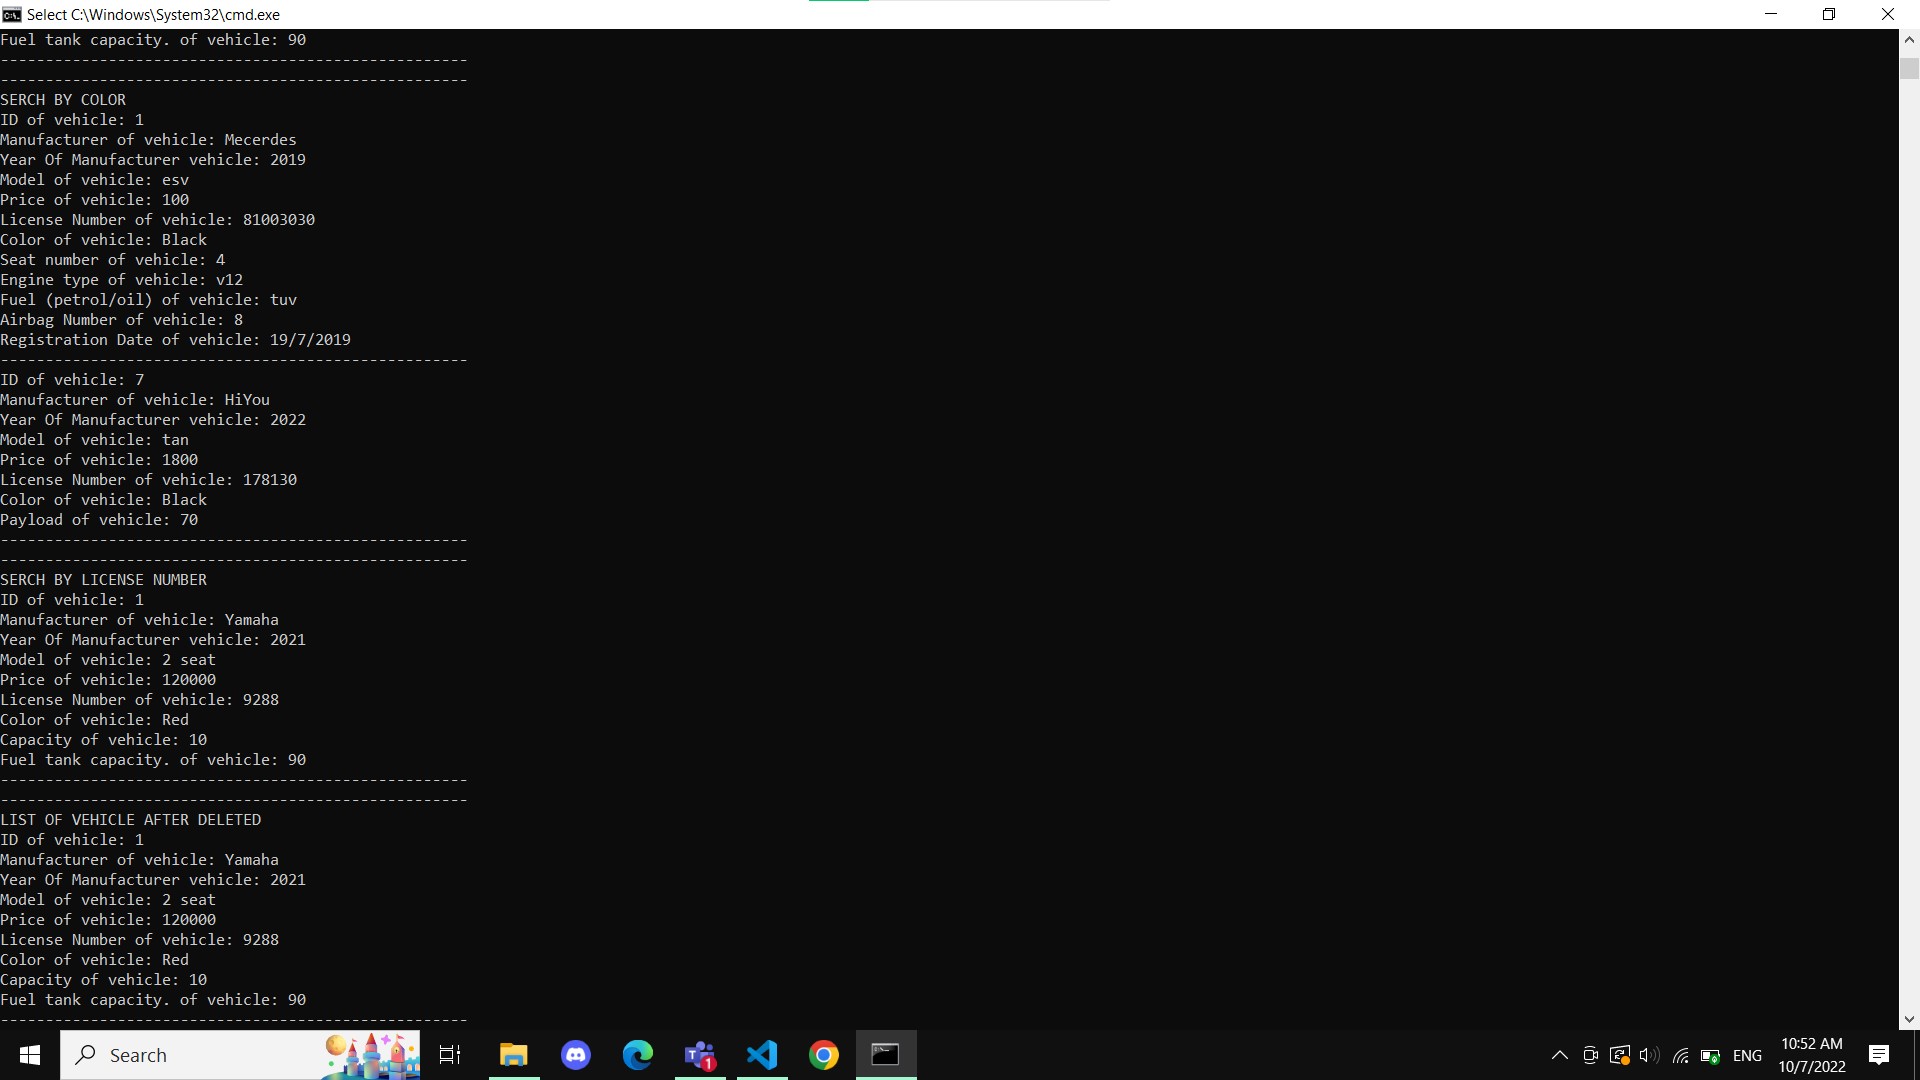 Select C:\Windows\System32\cmd.exe
Fuel tank capacity. of vehicle: 90
----------------------------------------------------
----------------------------------------------------
SERCH BY COLOR
ID of vehicle: 1
Manufacturer of vehicle: Mecerdes
Year Of Manufacturer vehicle: 2019
Model of vehicle: esv
Price of vehicle: 100
License Number of vehicle: 81003030
Color of vehicle: Black
Seat number of vehicle: 4
Engine type of vehicle: v12
Fuel (petrol/oil) of vehicle: tuv
Airbag Number of vehicle: 8
Registration Date of vehicle: 19/7/2019
----------------------------------------------------
ID of vehicle: 7
Manufacturer of vehicle: HiYou
Year Of Manufacturer vehicle: 2022
Model of vehicle: tan
Price of vehicle: 1800
License Number of vehicle: 178130
Color of vehicle: Black
Payload of vehicle: 70
----------------------------------------------------
----------------------------------------------------
SERCH BY LICENSE NUMBER
ID of vehicle: 1
Manufacturer of vehicle: Yamaha
Year Of Manufacturer vehicle: 2021
Model of vehicle: 2 seat
Price of vehicle: 120000
License Number of vehicle: 9288
Color of vehicle: Red
Capacity of vehicle: 10
Fuel tank capacity. of vehicle: 90
----------------------------------------------------
----------------------------------------------------
LIST OF VEHICLE AFTER DELETED
ID of vehicle: 1
Manufacturer of vehicle: Yamaha
Year Of Manufacturer vehicle: 2021
Model of vehicle: 2 seat
Price of vehicle: 120000
License Number of vehicle: 9288
Color of vehicle: Red
Capacity of vehicle: 10
Fuel tank capacity. of vehicle: 90
----------------------------------------------------
Search
1
ENG
10:52 AM
10/7/2022